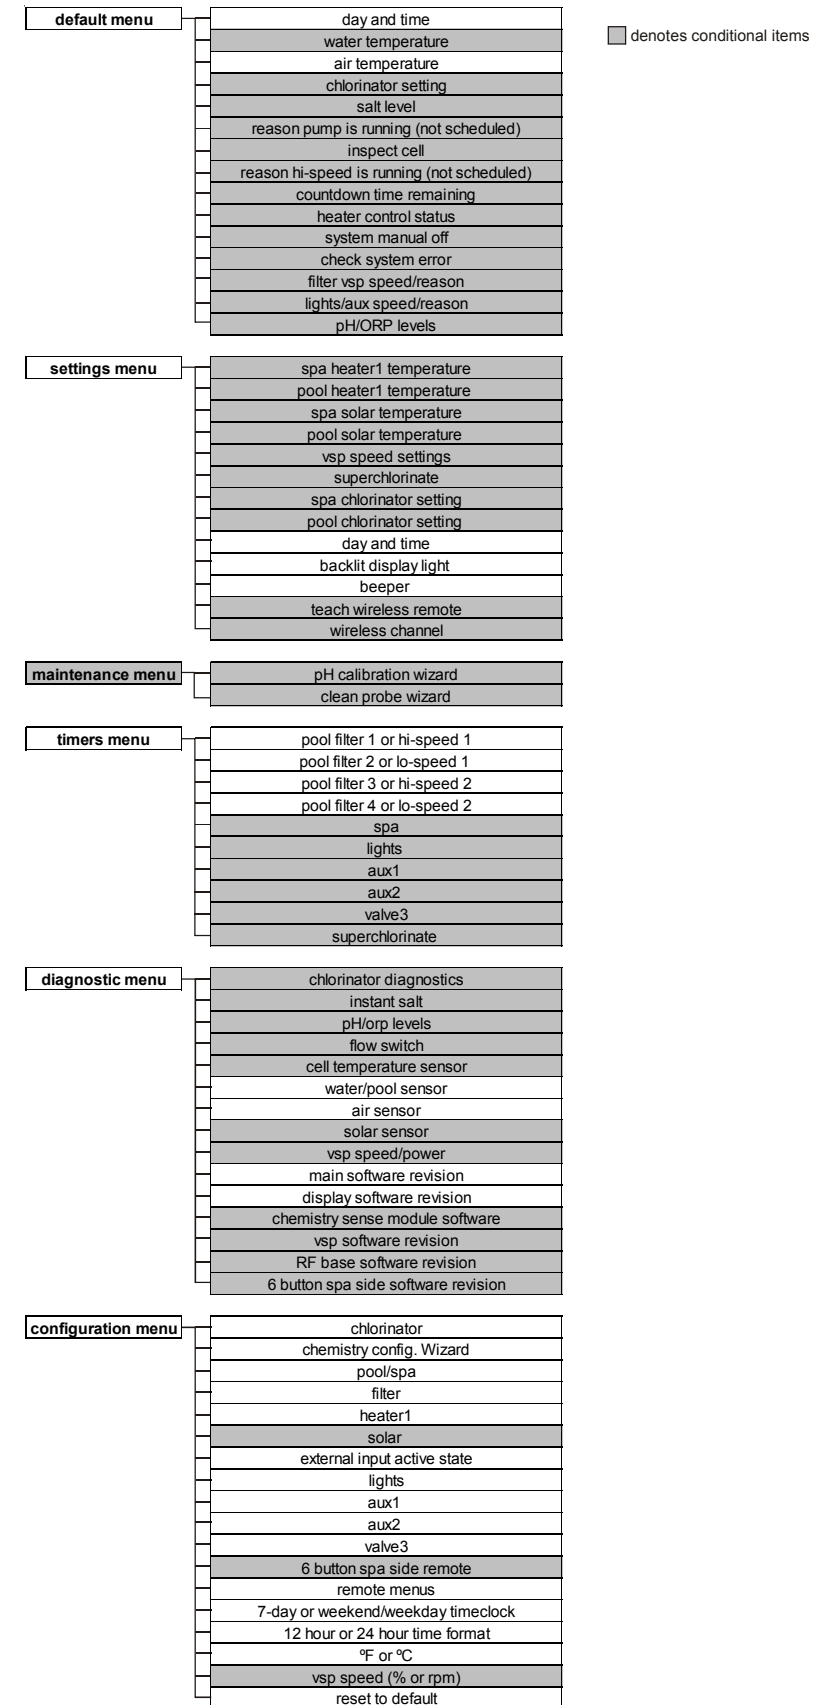 default menu
day and time
water temperature
air temperature
chlorinator setting
salt level
reason pump is running (not scheduled)
inspect cell
reason hi-speed is running (not scheduled)
countdown time remaining
heater control status
system manual off
check system error
filter vsp speed/reason
lights/aux speed/reason
pH/ORP levels
denotes conditional items
settings menu
spa heater1 temperature
pool heater1 temperature
spa solar temperature
pool solar temperature
vsp speed settings
superchlorinate
spa chlorinator setting
pool chlorinator setting
day and time
backlit display light
beeper
teach wireless remote
wireless channel
maintenance menu
pH calibration wizard
clean probe wizard
timers menu
pool filter 1 or hi-speed 1
pool filter 2 or lo-speed 1
pool filter 3 or hi-speed 2
pool filter 4 or lo-speed 2
spa
lights
aux1
aux2
valve3
superchlorinate
diagnostic menu
chlorinator diagnostics
instant salt
pH/orp levels
flow switch
cell temperature sensor
water/pool sensor
air sensor
solar sensor
vsp speed/power
main software revision
display software revision
chemistry sense module software
vsp software revision
RF base software revision
6 button spa side software revision
configuration menu
chlorinator
chemistry config. Wizard
pool/spa
filter
heater1
solar
external input active state
lights
aux1
aux2
valve3
6 button spa side remote
remote menus
7-day or weekend/weekday timeclock
12 hour or 24 hour time format
ºF or ºC
vsp speed (% or rpm)
reset to default